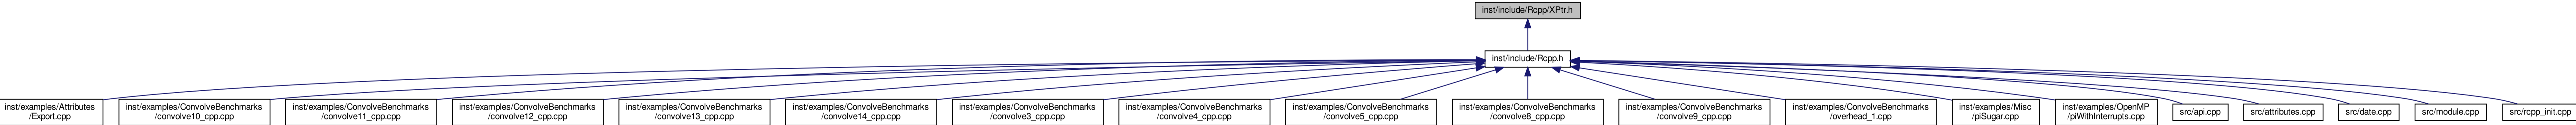 inst/include/Rcpp/XPtr.h
inst/include/Rcpp.h
inst/examples/Attributes
/Export.cpp
inst/examples/ConvolveBenchmarks
/convolve10_cpp.cpp
inst/examples/ConvolveBenchmarks
/convolve11_cpp.cpp
inst/examples/ConvolveBenchmarks
/convolve12_cpp.cpp
inst/examples/ConvolveBenchmarks
/convolve13_cpp.cpp
inst/examples/ConvolveBenchmarks
/convolve14_cpp.cpp
inst/examples/ConvolveBenchmarks
/convolve3_cpp.cpp
inst/examples/ConvolveBenchmarks
/convolve4_cpp.cpp
inst/examples/ConvolveBenchmarks
/convolve5_cpp.cpp
inst/examples/ConvolveBenchmarks
/convolve8_cpp.cpp
inst/examples/ConvolveBenchmarks
/convolve9_cpp.cpp
inst/examples/ConvolveBenchmarks
/overhead_1.cpp
inst/examples/Misc
/piSugar.cpp
inst/examples/OpenMP
/piWithInterrupts.cpp
src/api.cpp
src/attributes.cpp
src/date.cpp
src/module.cpp
src/rcpp_init.cpp